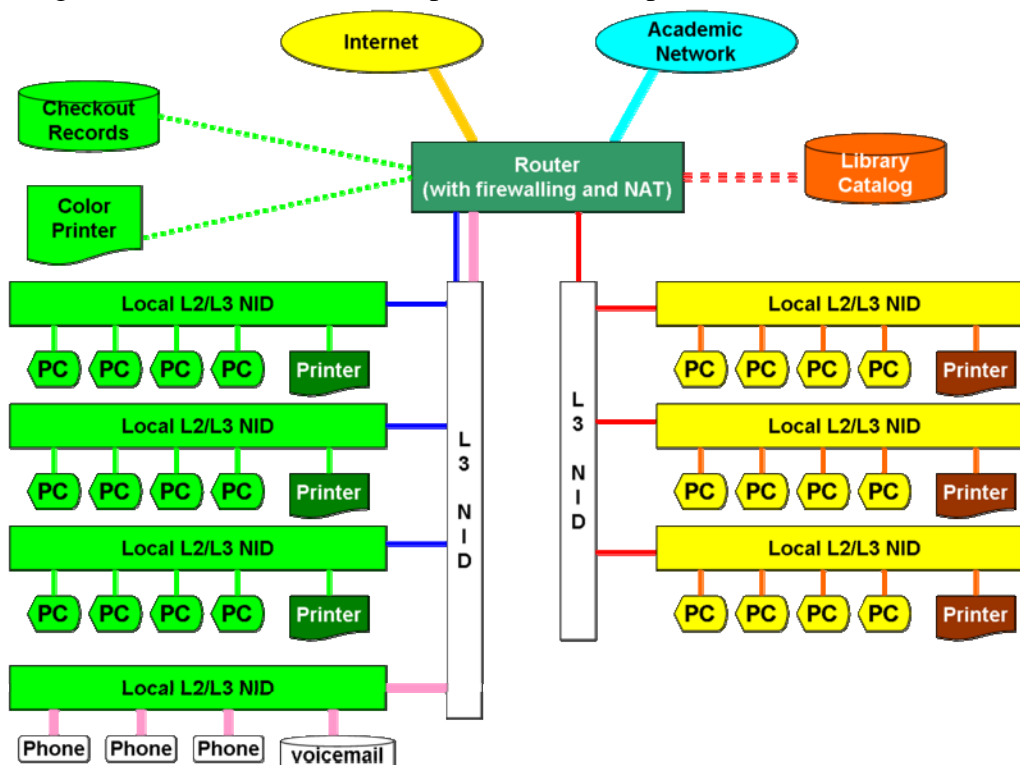 Internet
Academic
Network
Checkout
Records
Router
(with firewalling and NAT)
Library
Catalog
Color
Printer
Local L2/L3 NID
PC PC PC PC Printer
Local L2/L3 NID
PC PC PC PC Printer
Local L2/L3 NID
PC PC PC PC Printer
Local L2/L3 NID
Phone Phone Phone voicemail
L
3
N
I
D
L
3
N
I
D
Local L2/L3 NID
PC PC PC PC Printer
Local L2/L3 NID
PC PC PC PC Printer
Local L2/L3 NID
PC PC PC PC Printer